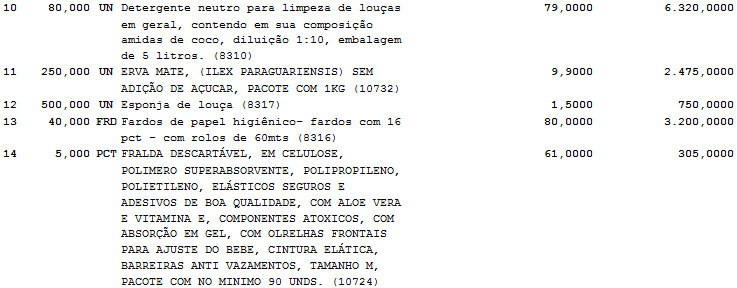 10 80,000 UN Detergente neutro para limpeza de louças 79,0000 6.320,0000
em geral, contendo em sua composição
amidas de coco, diluição 1:10, embalagem
de 5 litros. (8310)
11 250,000 UN ERVA MATE, (ILEX PARAGUARIENSIS) SEM 9,9000 2.475,0000
ADIÇÃO DE AÇUCAR, PACOTE COM 1KG (10732)
12 500,000 UN Esponja de louça (8317) 1,5000 750,0000
13 40,000 FRD Fardos de papel higiênico- fardos com 16 80,0000 3.200,0000
pct - com rolos de 60mts (8316)
14 5,000 PCT FRALDA DESCARTÁVEL, EM CELULOSE, 61,0000 305,0000
POLIMERO SUPERABSORVENTE, POLIPROPILENO,
POLIETILENO, ELÁSTICOS SEGUROS E
ADESIVOS DE BOA QUALIDADE, COM ALOE VERA
E VITAMINA E, COMPONENTES ATOXICOS, COM
ABSORÇÃO EM GEL, COM OLRELHAS FRONTAIS
PARA AJUSTE DO BEBE, CINTURA ELÁTICA,
BARREIRAS ANTI VAZAMENTOS, TAMANHO M,
PACOTE COM NO MINIMO 90 UNDS. (10724)